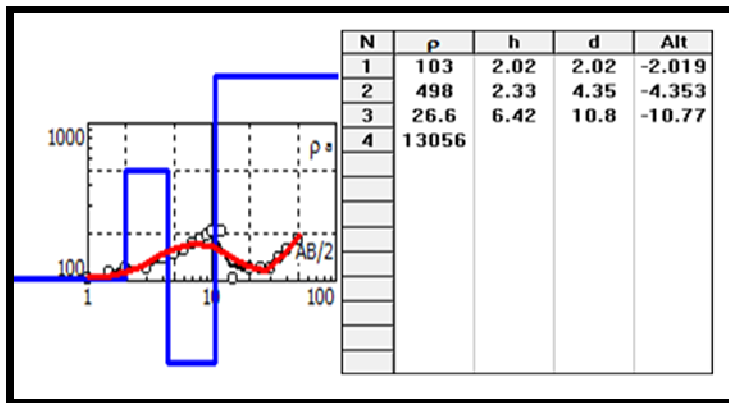 N ρ h d Alt
1 103 2.02 2.02 -2.019
2 498 2.33 4.35 -4.353
3 26.6 6.42 10.8 -10.77
4 13056
1000
ρ a
AB/2
100
1 10 100